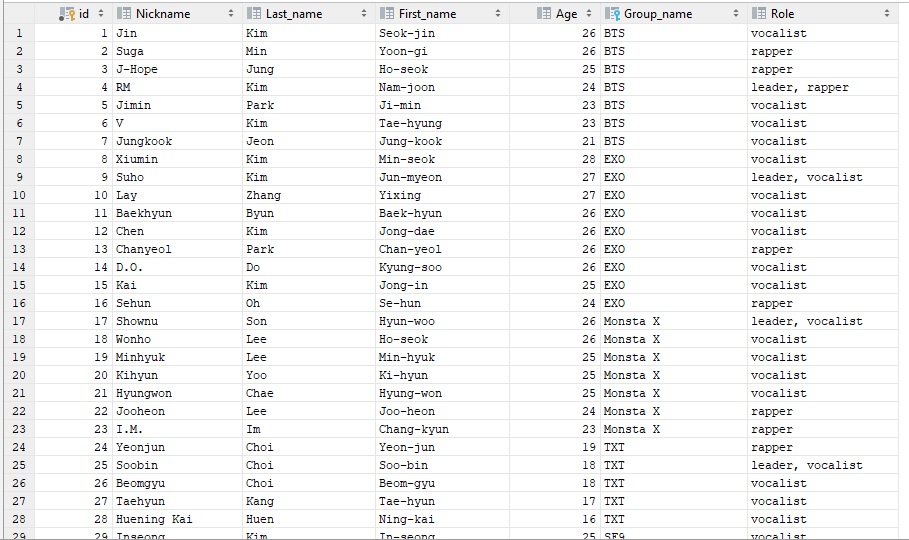 id Nickname Last_name First_name Age Group_name Role
1 1 Jin Kim Seok-jin 26 BTS vocalist
2 2 Suga Min Yoon-gi 26 BTS rapper
3 3 J-Hope Jung Ho-seok 25 BTS rapper
4 4 RM Kim Nam-joon 24 BTS leader, rapper
5 5 Jimin Park Ji-min 23 BTS vocalist
6 6 V Kim Tae-hyung 23 BTS vocalist
7 7 Jungkook Jeon Jung-kook 21 BTS vocalist
8 8 Xiumin Kim Min-seok 28 EXO vocalist
9 9 Suho Kim Jun-myeon 27 EXO leader, vocalist
10 10 Lay Zhang Yixing 27 EXO vocalist
11 11 Baekhyun Byun Baek-hyun 26 EXO vocalist
12 12 Chen Kim Jong-dae 26 EXO vocalist
13 13 Chanyeol Park Chan-yeol 26 EXO rapper
14 14 D.O. Do Kyung-soo 26 EXO vocalist
15 15 Kai Kim Jong-in 25 EXO vocalist
16 16 Sehun Oh Se-hun 24 EXO rapper
17 17 Shownu Son Hyun-woo 26 Monsta X leader, vocalist
18 18 Wonho Lee Ho-seok 26 Monsta X vocalist
19 19 Minhyuk Lee Min-hyuk 25 Monsta X vocalist
20 20 Kihyun Yoo Ki-hyun 25 Monsta X vocalist
21 21 Hyungwon Chae Hyung-won 25 Monsta X vocalist
22 22 Jooheon Lee Joo-heon 24 Monsta X rapper
23 23 I.M. Im Chang-kyun 23 Monsta X rapper
24 24 Yeonjun Choi Yeon-jun 19 TXT rapper
25 25 Soobin Choi Soo-bin 18 TXT leader, vocalist
26 26 Beomgyu Choi Beom-gyu 18 TXT vocalist
27 27 Taehyun Kang Tae-hyun 17 TXT vocalist
28 28 Huening Kai Huen Ning-kai 16 TXT vocalist
29 29 Inseong Kim In-seong 25 SF9 vocalist